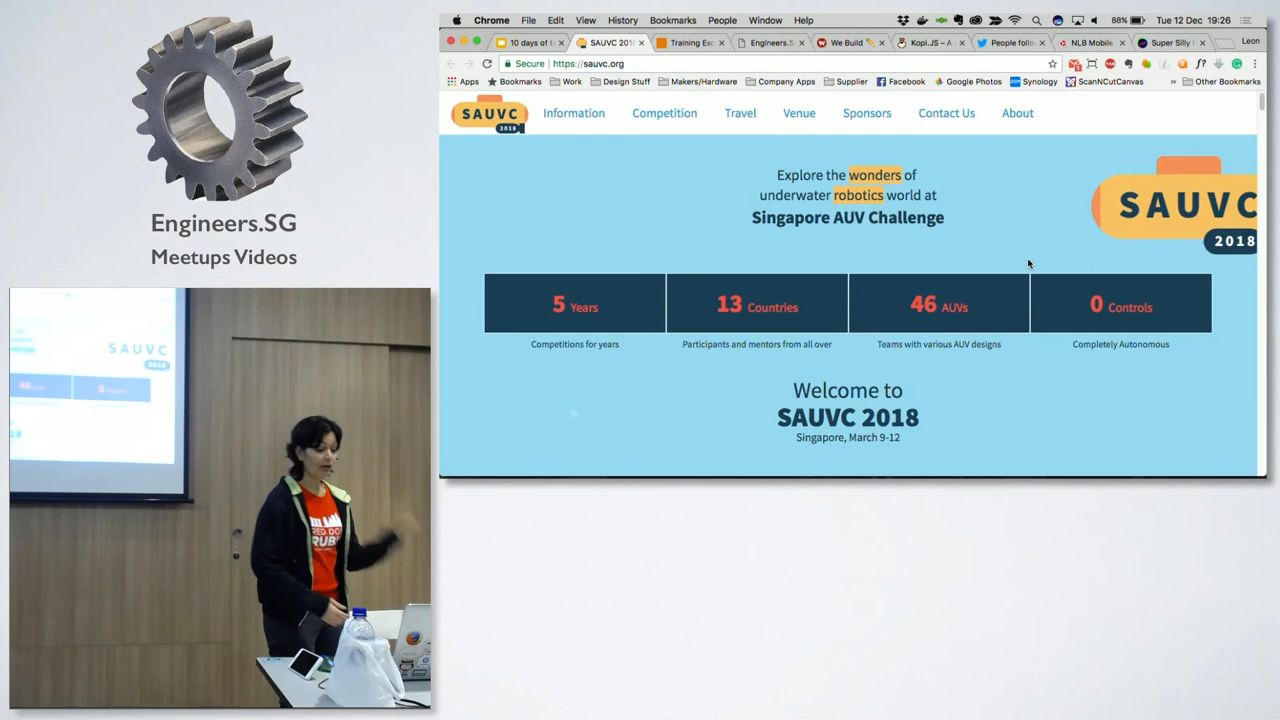 Engineers.SG
Meetups Videos
Chrome File Edit View History Bookmarks People Window Help
88% Tue 12 Dec 19:26
10 days of
SAUVC 201
Training Exc
Engineers.S
We Build
Kopi.JS – A
People follo
NLB Mobile
Super Silly
Leon
Secure https://sauvc.org
Apps Bookmarks Work Design Stuff Makers/Hardware Company Apps Supplier Facebook Google Photos Synology ScanNCutCanvas » Other Bookmarks
SAUVC
2018
Information Competition Travel Venue Sponsors Contact Us About
Explore the wonders of
underwater robotics world at
Singapore AUV Challenge
SAUVC
2018
5 Years 13 Countries 46 AUVs 0 Controls
Competitions for years Participants and mentors from all over Teams with various AUV designs Completely Autonomous
Welcome to
SAUVC 2018
Singapore, March 9-12
SAUVC
2018
RED DO
RUB